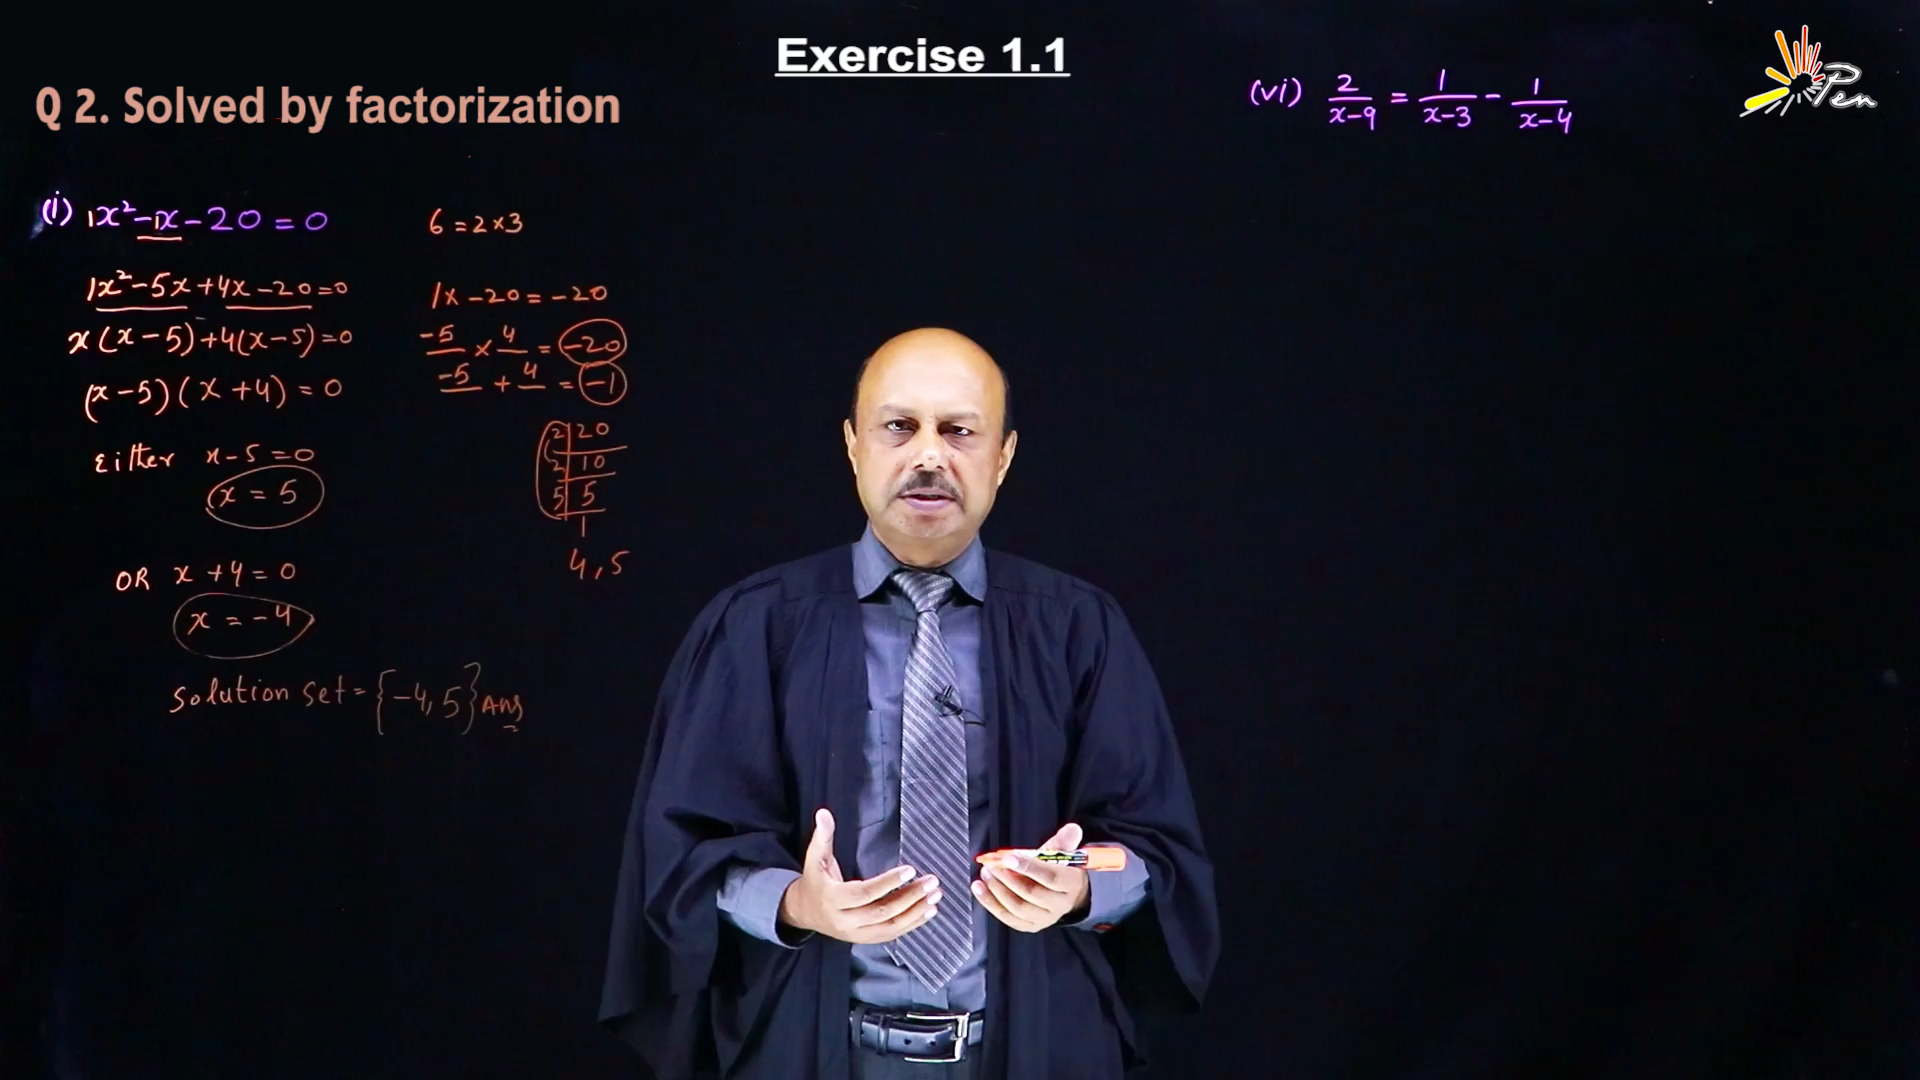 Exercise 1.1
Pen
Q 2. Solved by factorization
(i) 1x² - 1x - 20 = 0
1x² - 5x + 4x - 20 = 0
x(x - 5) + 4(x - 5) = 0
(x - 5)(x + 4) = 0
Either x - 5 = 0
x = 5
OR x + 4 = 0
x = -4
Solution Set = {-4, 5} Ans
6 = 2 × 3
1 × -20 = -20
-5 × 4 = -20
-5 + 4 = -1
2 | 20
2 | 10
5 | 5
1
4, 5
(vi) 2/(x-9) = 1/(x-3) - 1/(x-4)